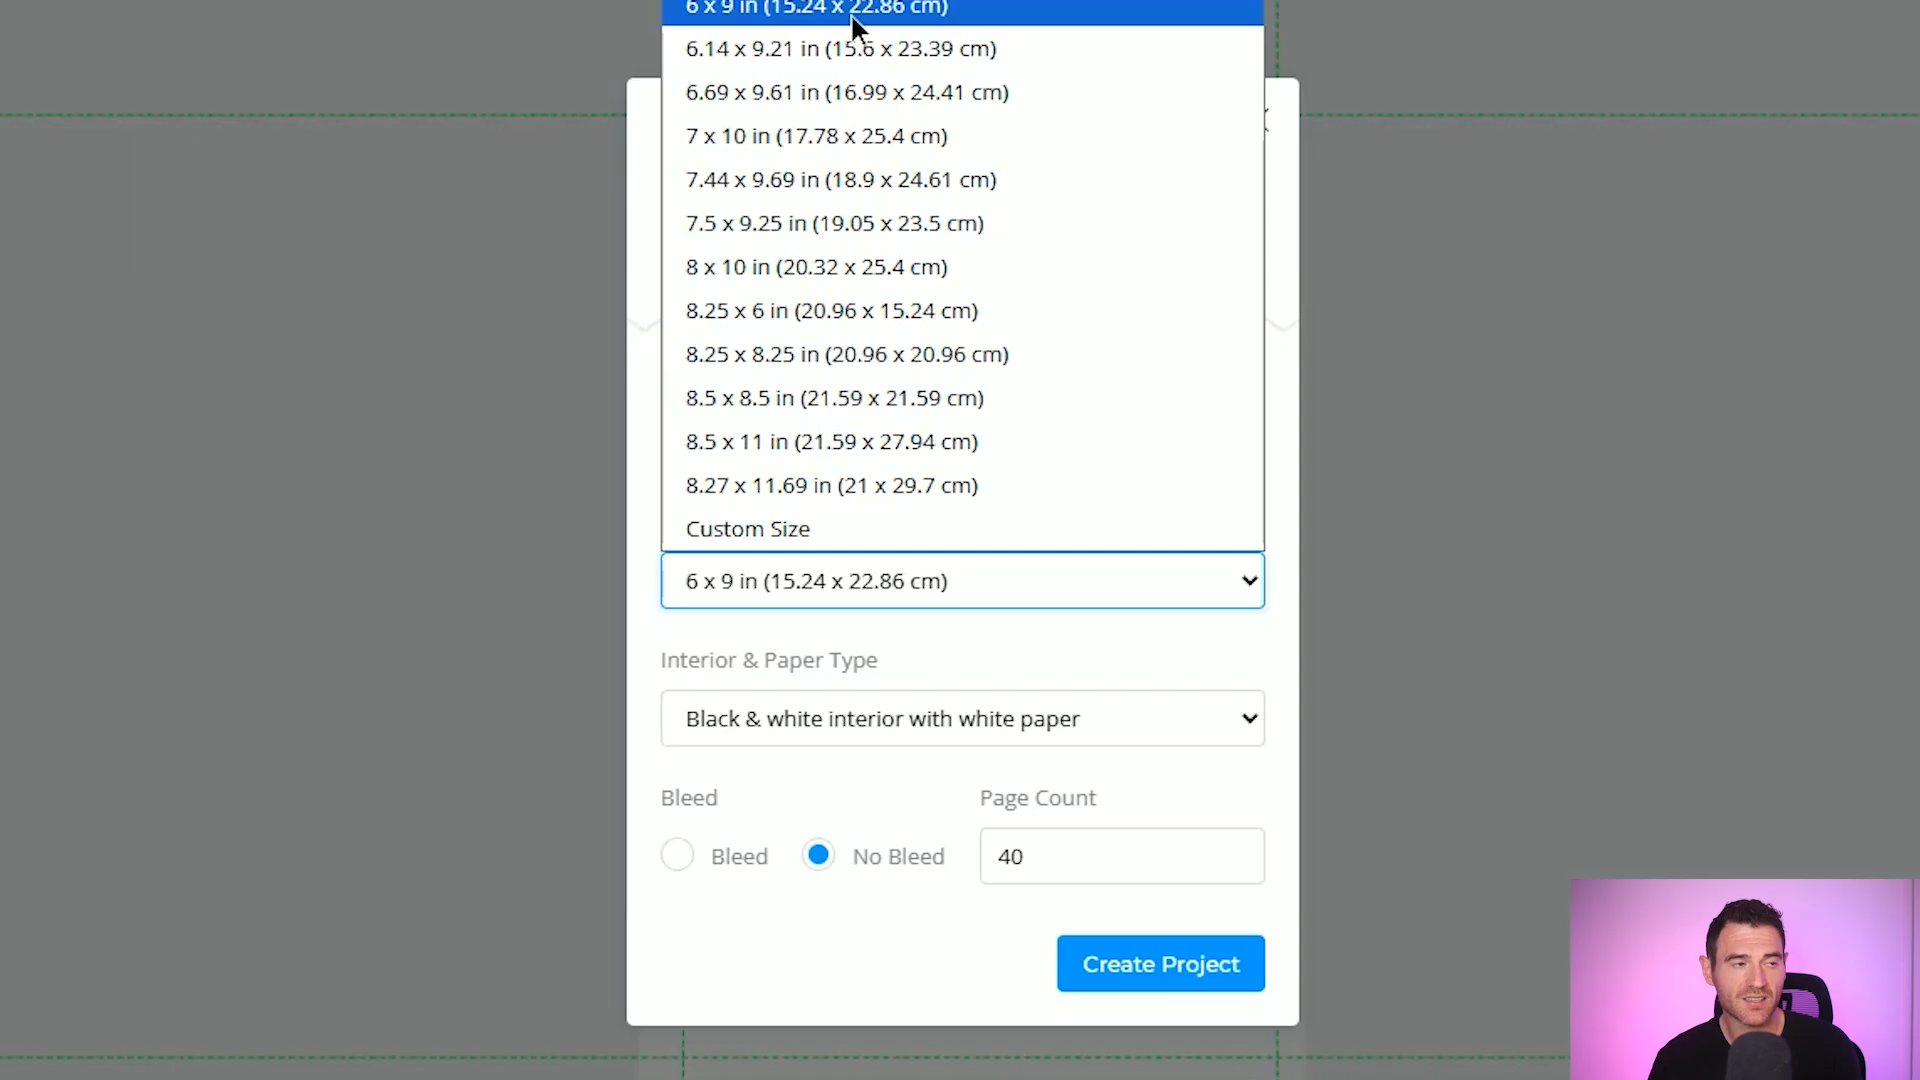 6 x 9 in (15.24 x 22.86 cm)
6.14 x 9.21 in (15.6 x 23.39 cm)
6.69 x 9.61 in (16.99 x 24.41 cm)
7 x 10 in (17.78 x 25.4 cm)
7.44 x 9.69 in (18.9 x 24.61 cm)
7.5 x 9.25 in (19.05 x 23.5 cm)
8 x 10 in (20.32 x 25.4 cm)
8.25 x 6 in (20.96 x 15.24 cm)
8.25 x 8.25 in (20.96 x 20.96 cm)
8.5 x 8.5 in (21.59 x 21.59 cm)
8.5 x 11 in (21.59 x 27.94 cm)
8.27 x 11.69 in (21 x 29.7 cm)
Custom Size
6 x 9 in (15.24 x 22.86 cm)
Interior & Paper Type
Black & white interior with white paper
Bleed
Page Count
Bleed
No Bleed
40
Create Project